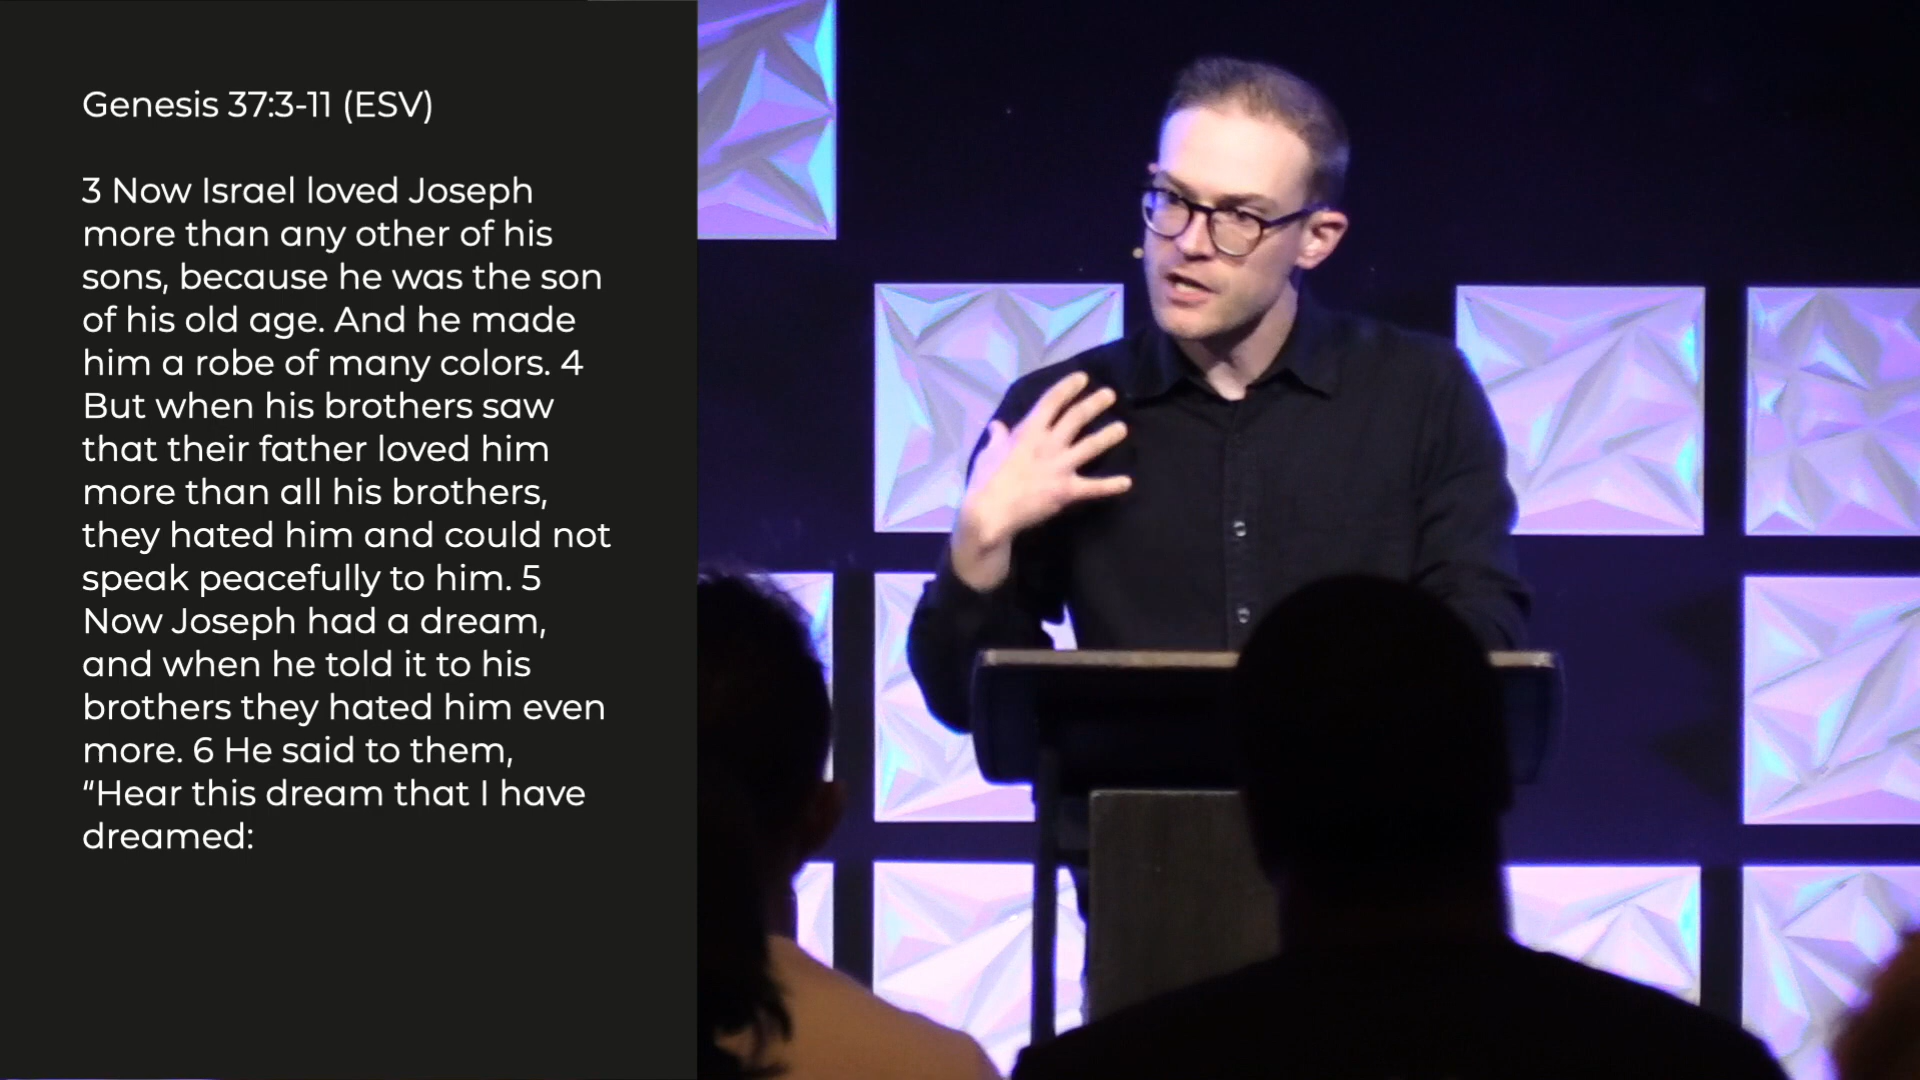 Genesis 37:3-11 (ESV)
3 Now Israel loved Joseph
more than any other of his
sons, because he was the son
of his old age. And he made
him a robe of many colors. 4
But when his brothers saw
that their father loved him
more than all his brothers,
they hated him and could not
speak peacefully to him. 5
Now Joseph had a dream,
and when he told it to his
brothers they hated him even
more. 6 He said to them,
“Hear this dream that I have
dreamed: